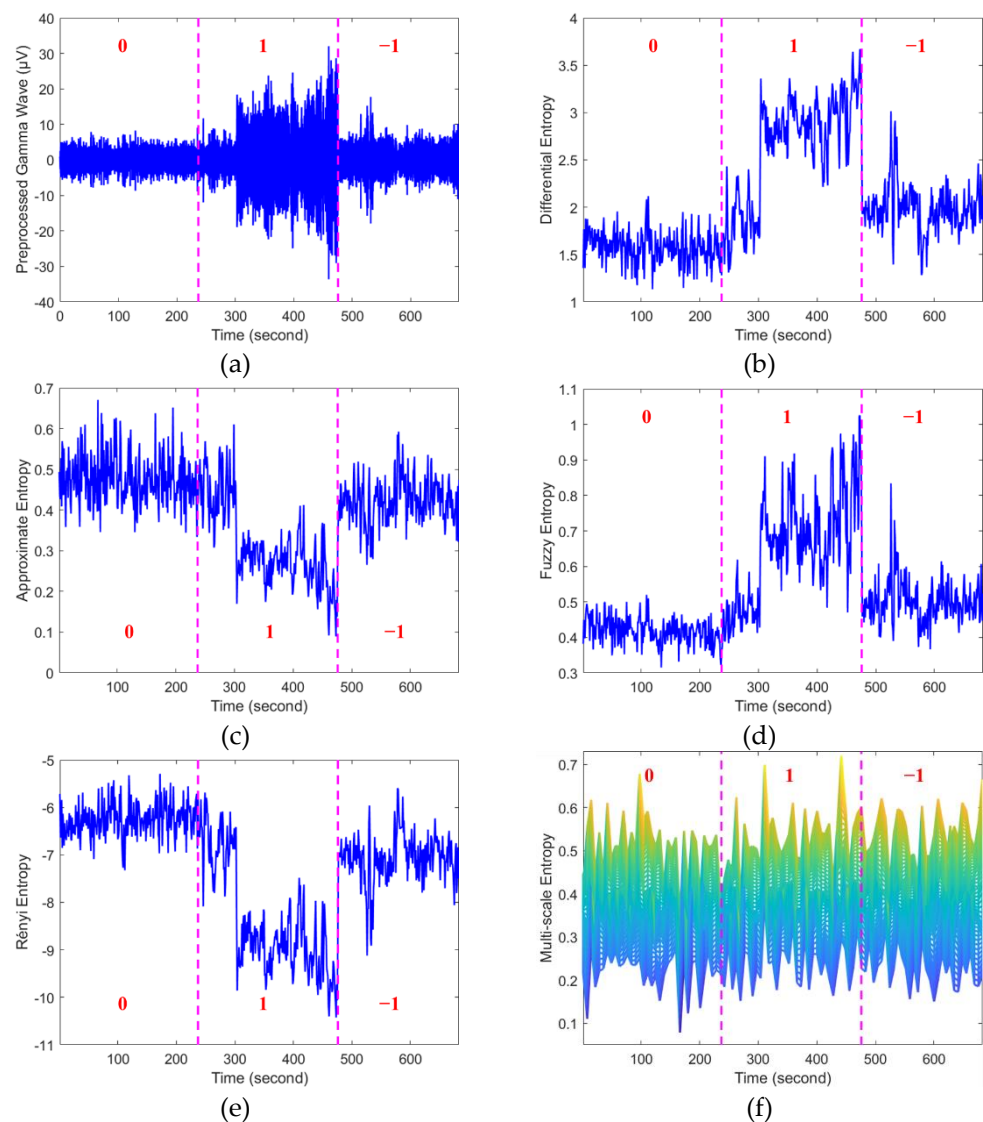 Preprocessed Gamma Wave (μV)
40
30
20
10
0
-10
-20
-30
-40
0 1 −1
0 100 200 300 400 500 600
Time (second)
(a)
Differential Entropy
4
3.5
3
2.5
2
1.5
1
0 1 −1
100 200 300 400 500 600
Time (second)
(b)
Approximate Entropy
0.7
0.6
0.5
0.4
0.3
0.2
0.1
0
0 1 −1
100 200 300 400 500 600
Time (second)
(c)
Fuzzy Entropy
1.1
1
0.9
0.8
0.7
0.6
0.5
0.4
0.3
0 1 −1
100 200 300 400 500 600
Time (second)
(d)
Rényi Entropy
-5
-6
-7
-8
-9
-10
-11
0 1 −1
100 200 300 400 500 600
Time (second)
(e)
Multi-scale Entropy
0.7
0.6
0.5
0.4
0.3
0.2
0.1
0 1 −1
100 200 300 400 500 600
Time (second)
(f)